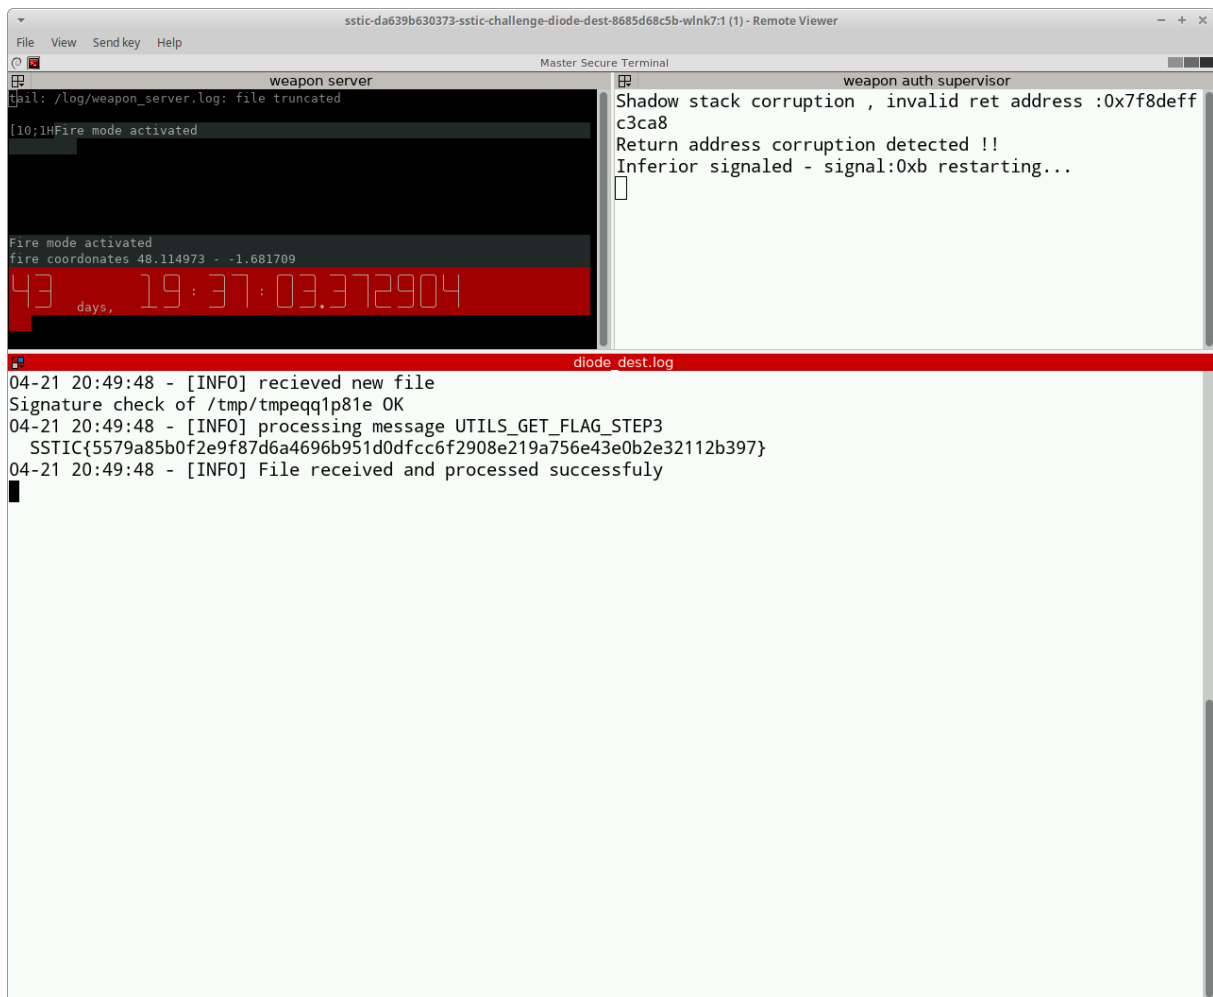 sstic-da639b630373-sstic-challenge-diode-dest-8685d68c5b-wlnk7:1 (1) - Remote Viewer
File View Send key Help
Master Secure Terminal
weapon server
tail: /log/weapon_server.log: file truncated
[10;1HFire mode activated
Fire mode activated
fire coordonates 48.114973 - -1.681709
43 days, 19:37:03.372904
weapon auth supervisor
Shadow stack corruption , invalid ret address :0x7f8deff
c3ca8
Return address corruption detected !!
Inferior signaled - signal:0xb restarting...
diode_dest.log
04-21 20:49:48 - [INFO] recieved new file
Signature check of /tmp/tmpeqq1p81e OK
04-21 20:49:48 - [INFO] processing message UTILS_GET_FLAG_STEP3
SSTIC{5579a85b0f2e9f87d6a4696b951d0dfcc6f2908e219a756e43e0b2e32112b397}
04-21 20:49:48 - [INFO] File received and processed successfuly